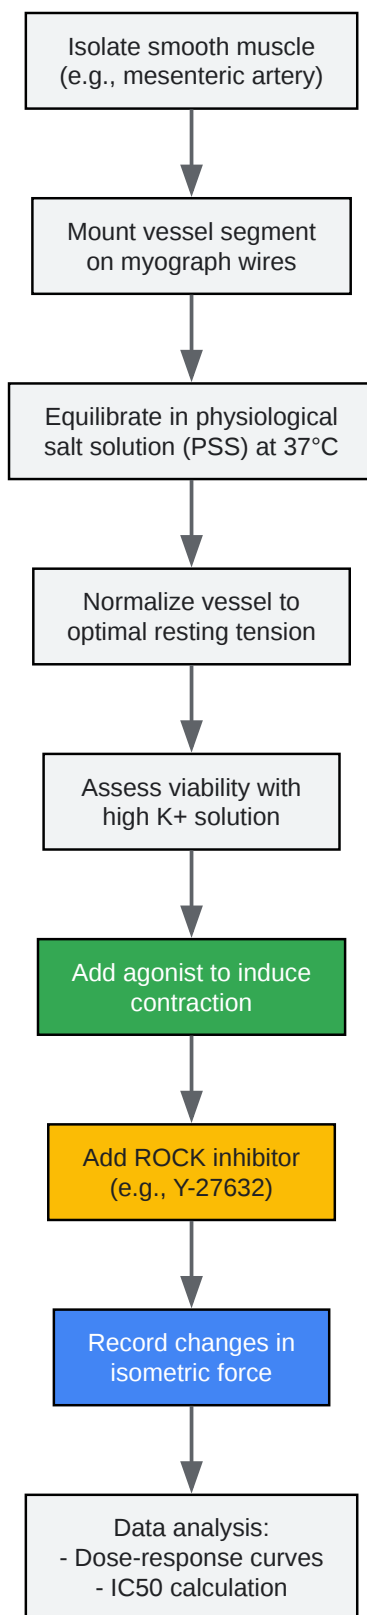 Isolate smooth muscle
(e.g., mesenteric artery)
Mount vessel segment
on myograph wires
Equilibrate in physiological
salt solution (PSS) at 37°C
Normalize vessel to
optimal resting tension
Assess viability with
high K+ solution
Add agonist to induce
contraction
Add ROCK inhibitor
(e.g., Y-27632)
Record changes in
isometric force
Data analysis:
- Dose-response curves
- IC50 calculation